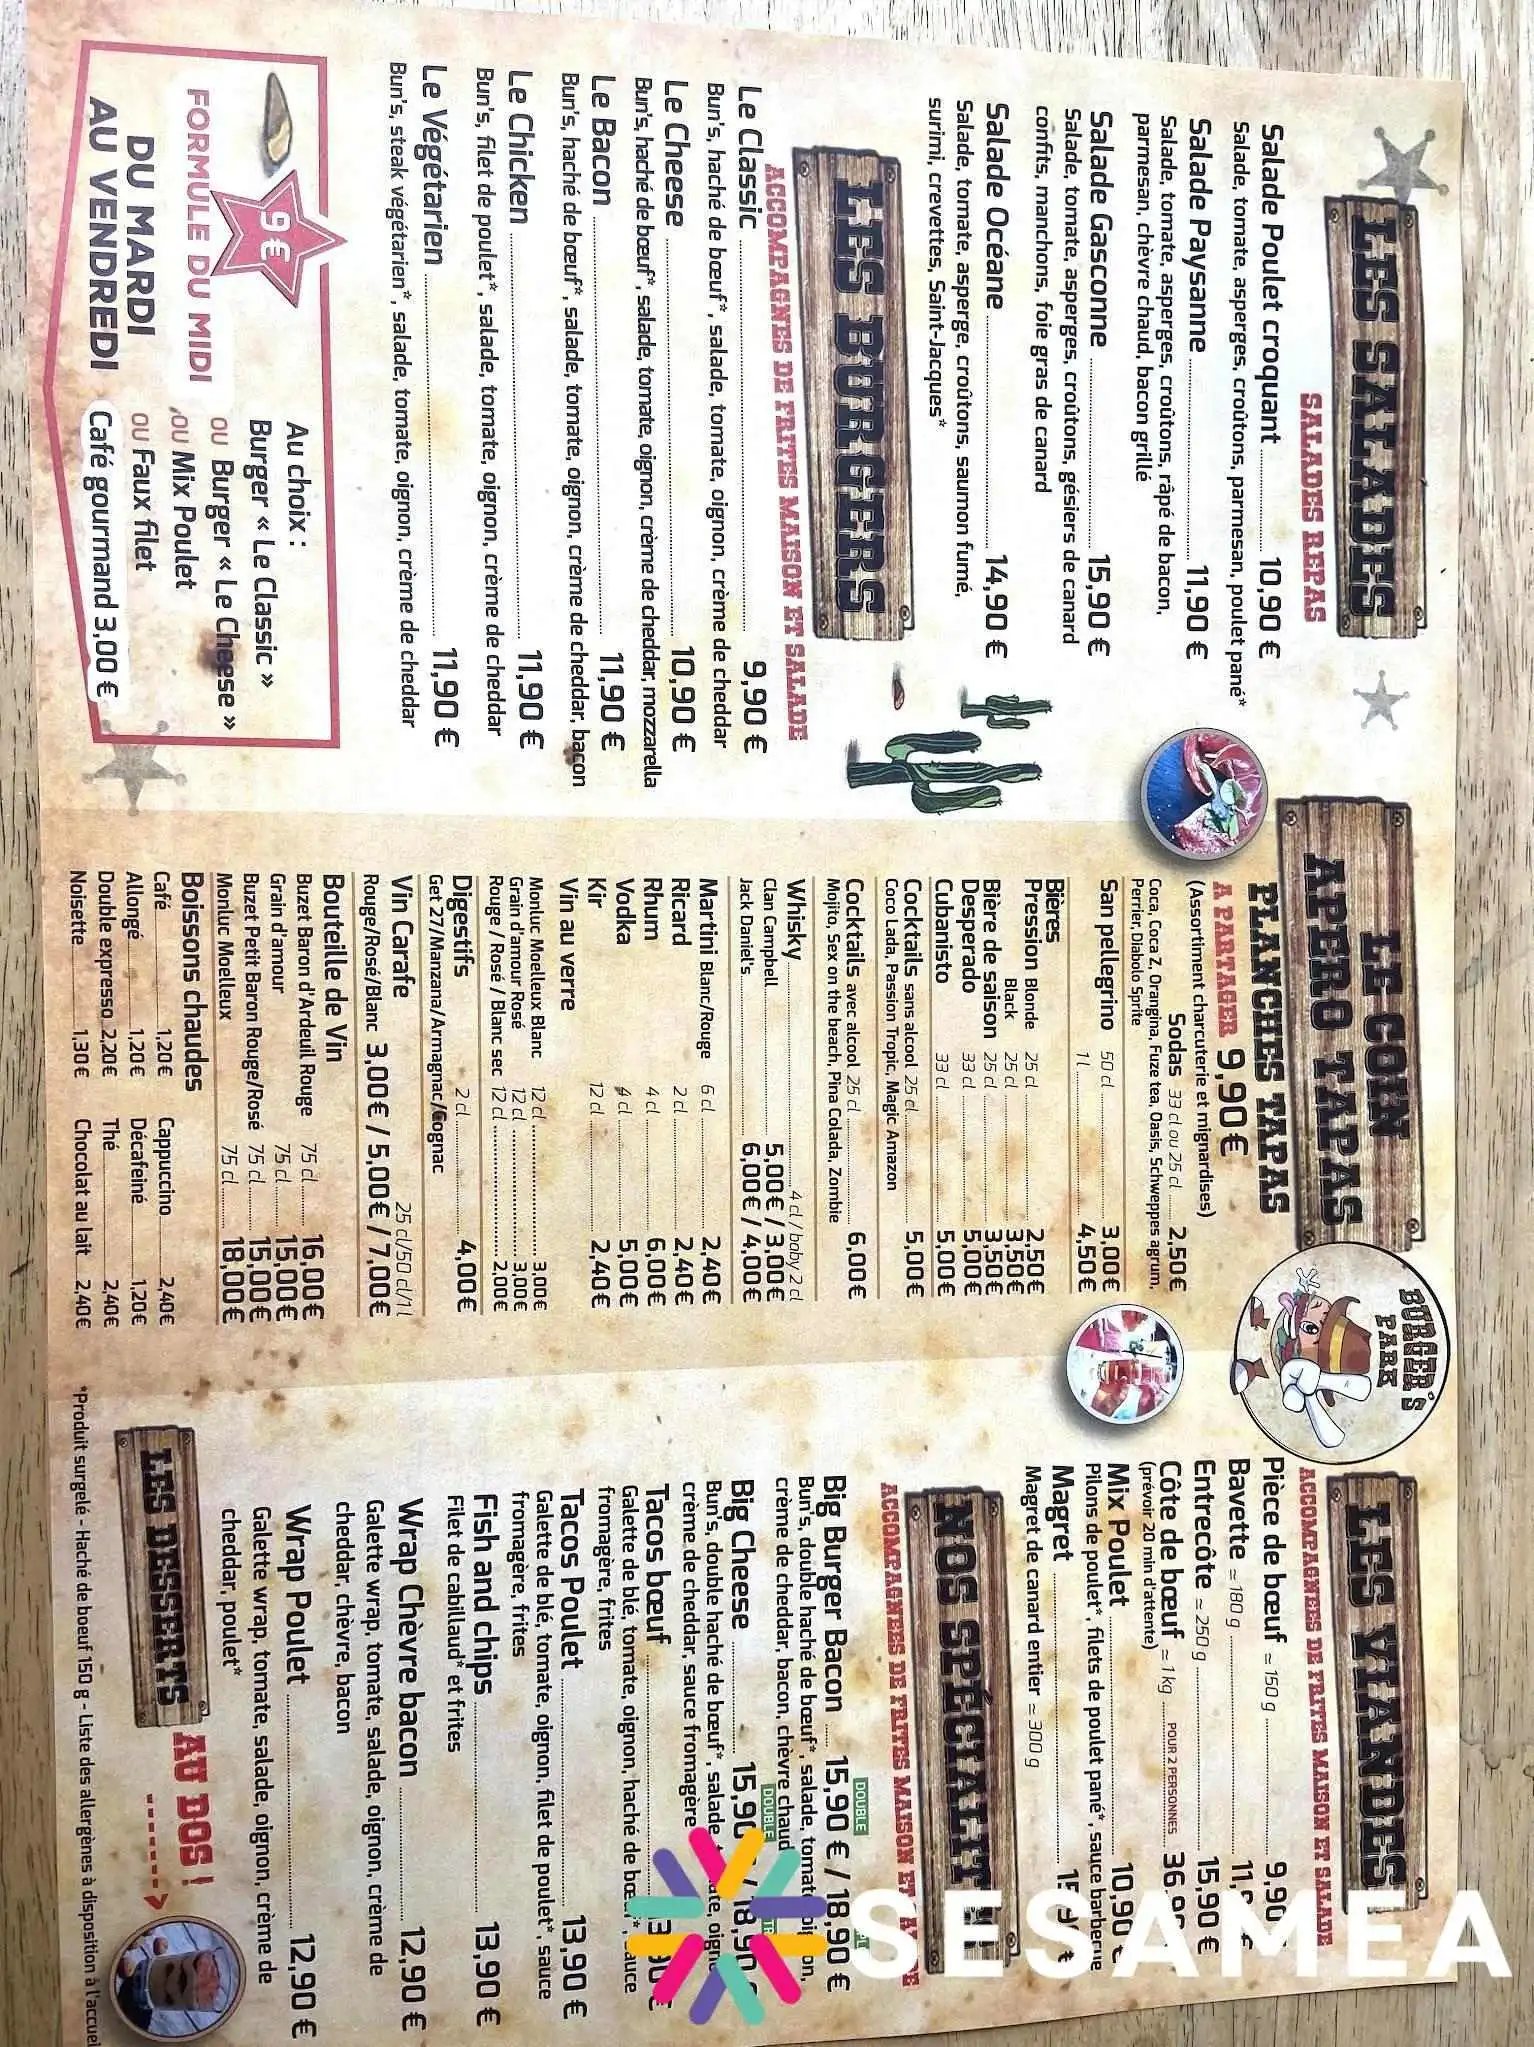 LES SALADES
SALADES REPAS
Salade Poulet croquant 10,90 €
Salade, tomate, asperges, croûtons, parmesan, poulet pané*
Salade Paysanne 11,90 €
Salade, tomate, asperges, croûtons, râpé de bacon,
parmesan, chèvre chaud, bacon grillé
Salade Gasconne 15,90 €
Salade, tomate, asperges, croûtons, gésiers de canard
confits, manchons, foie gras de canard
Salade Océane 14,90 €
Salade, tomate, asperge, croûtons, saumon fumé,
surimi, crevettes, Saint-Jacques*
LES BURGERS
ACCOMPAGNES DE FRITES MAISON ET SALADE
Le Classic 9,90 €
Bun's, haché de bœuf*, salade, tomate, oignon, crème de cheddar
Le Cheese 10,90 €
Bun's, haché de bœuf*, salade, tomate, oignon, crème de cheddar, mozzarella
Le Bacon 11,90 €
Bun's, haché de bœuf*, salade, tomate, oignon, crème de cheddar, bacon
Le Chicken 11,90 €
Bun's, filet de poulet*, salade, tomate, oignon, crème de cheddar
Le Végétarien 11,90 €
Bun's, steak végétarien*, salade, tomate, oignon, crème de cheddar
9€
FORMULE DU MIDI
DU MARDI
AU VENDREDI
Au choix :
Burger « Le Classic »
ou Burger « Le Cheese »
ou Mix Poulet
ou Faux filet
Café gourmand 3,00 €
LE COIN
APERO TAPAS
PLANCHES TAPAS
A PARTAGER 9,90€
(Assortiment charcuterie et mignardises)
Sodas 33 cl ou 25 cl 2,50€
Coca, Coca Z, Orangina, Fuze tea, Oasis, Schweppes agrum,
Perrier, Diabolo Sprite
San pellegrino 50 cl 3,00€
1 l 4,50€
Bières
Pression Blonde 25 cl 2,50€
Black 25 cl 3,50€
Bière de saison 25 cl 3,50€
Desperado 33 cl 5,00€
Cubanisto 33 cl 5,00€
Cocktails sans alcool 25 cl 5,00€
Coco Lada, Passion Tropic, Magic Amazon
Cocktails avec alcool 25 cl 6,00€
Mojito, Sex on the beach, Pina Colada, Zombie
Whisky 4 cl / baby 2 cl
Clan Campbell 5,00€ / 3,00€
Jack Daniel's 6,00€ / 4,00€
Martini Blanc/Rouge 6 cl 2,40€
Ricard 2 cl 2,40€
Rhum 4 cl 6,00€
Vodka 4 cl 5,00€
Kir 12 cl 2,40€
Vin au verre
Monluc Moelleux Blanc 12 cl 3,00€
Grain d'amour Rosé 12 cl 3,00€
Rouge / Rosé / Blanc sec 12 cl 2,00€
Digestifs 2 cl 4,00€
Get 27/Manzana/Armagnac/Cognac
Vin Carafe 25 cl/50 cl/1 l
Rouge/Rosé/Blanc 3,00€ / 5,00€ / 7,00€
Bouteille de Vin
Buzet Baron d'Ardeuil Rouge 75 cl 16,00€
Grain d'amour 75 cl 15,00€
Buzet Petit Baron Rouge/Rosé 75 cl 15,00€
Monluc Moelleux 75 cl 18,00€
Boissons chaudes
Café 1,20€ Cappuccino 2,40€
Allongé 1,20€ Décafeiné 1,20€
Double expresso 2,20€ Thé 2,40€
Noisette 1,30€ Chocolat au lait 2,40€
BURGER'S
PARK
LES VIANDES
ACCOMPAGNES DE FRITES MAISON ET SALADE
Pièce de bœuf ≃ 150 g 9,90
Bavette ≃ 180 g 11, €
Entrecôte ≃ 250 g 15,90 €
Côte de bœuf ≃ 1 kg POUR 2 PERSONNES 36,90
(prévoir 20 min d'attente)
Mix Poulet 10,90
Pilons de poulet*, filets de poulet pané*, sauce barbecue
Magret
Magret de canard entier ≃ 300 g
NOS SPÉCIALIT
ACCOMPAGNEES DE FRITES MAISON ET
DOUBLE
Big Burger Bacon 15,90 € / 18,90 €
Bun's, double haché de bœuf*, salade, tomate, oignon,
crème de cheddar, bacon, chèvre chaud
DOUBLE
Big Cheese 15,90 / 18,90
Bun's, double haché de bœuf*, salade, tomate, oignon
crème de cheddar, sauce fromagère
Tacos bœuf
Galette de blé, tomate, oignon, haché de bœuf*, sauce
fromagère, frites
Tacos Poulet 13,90 €
Galette de blé, tomate, oignon, filet de poulet*, sauce
fromagère, frites
Fish and chips 13,90 €
Filet de cabillaud* et frites
Wrap Chèvre bacon 12,90 €
Galette wrap, tomate, salade, oignon, crème de
cheddar, chèvre, bacon
Wrap Poulet 12,90 €
Galette wrap, tomate, salade, oignon, crème de
cheddar, poulet*
LES DESSERTS
AU DOS !
*Produit surgelé - Haché de boeuf 150 g - Liste des allergènes à disposition à l'accueil
SESAMEA